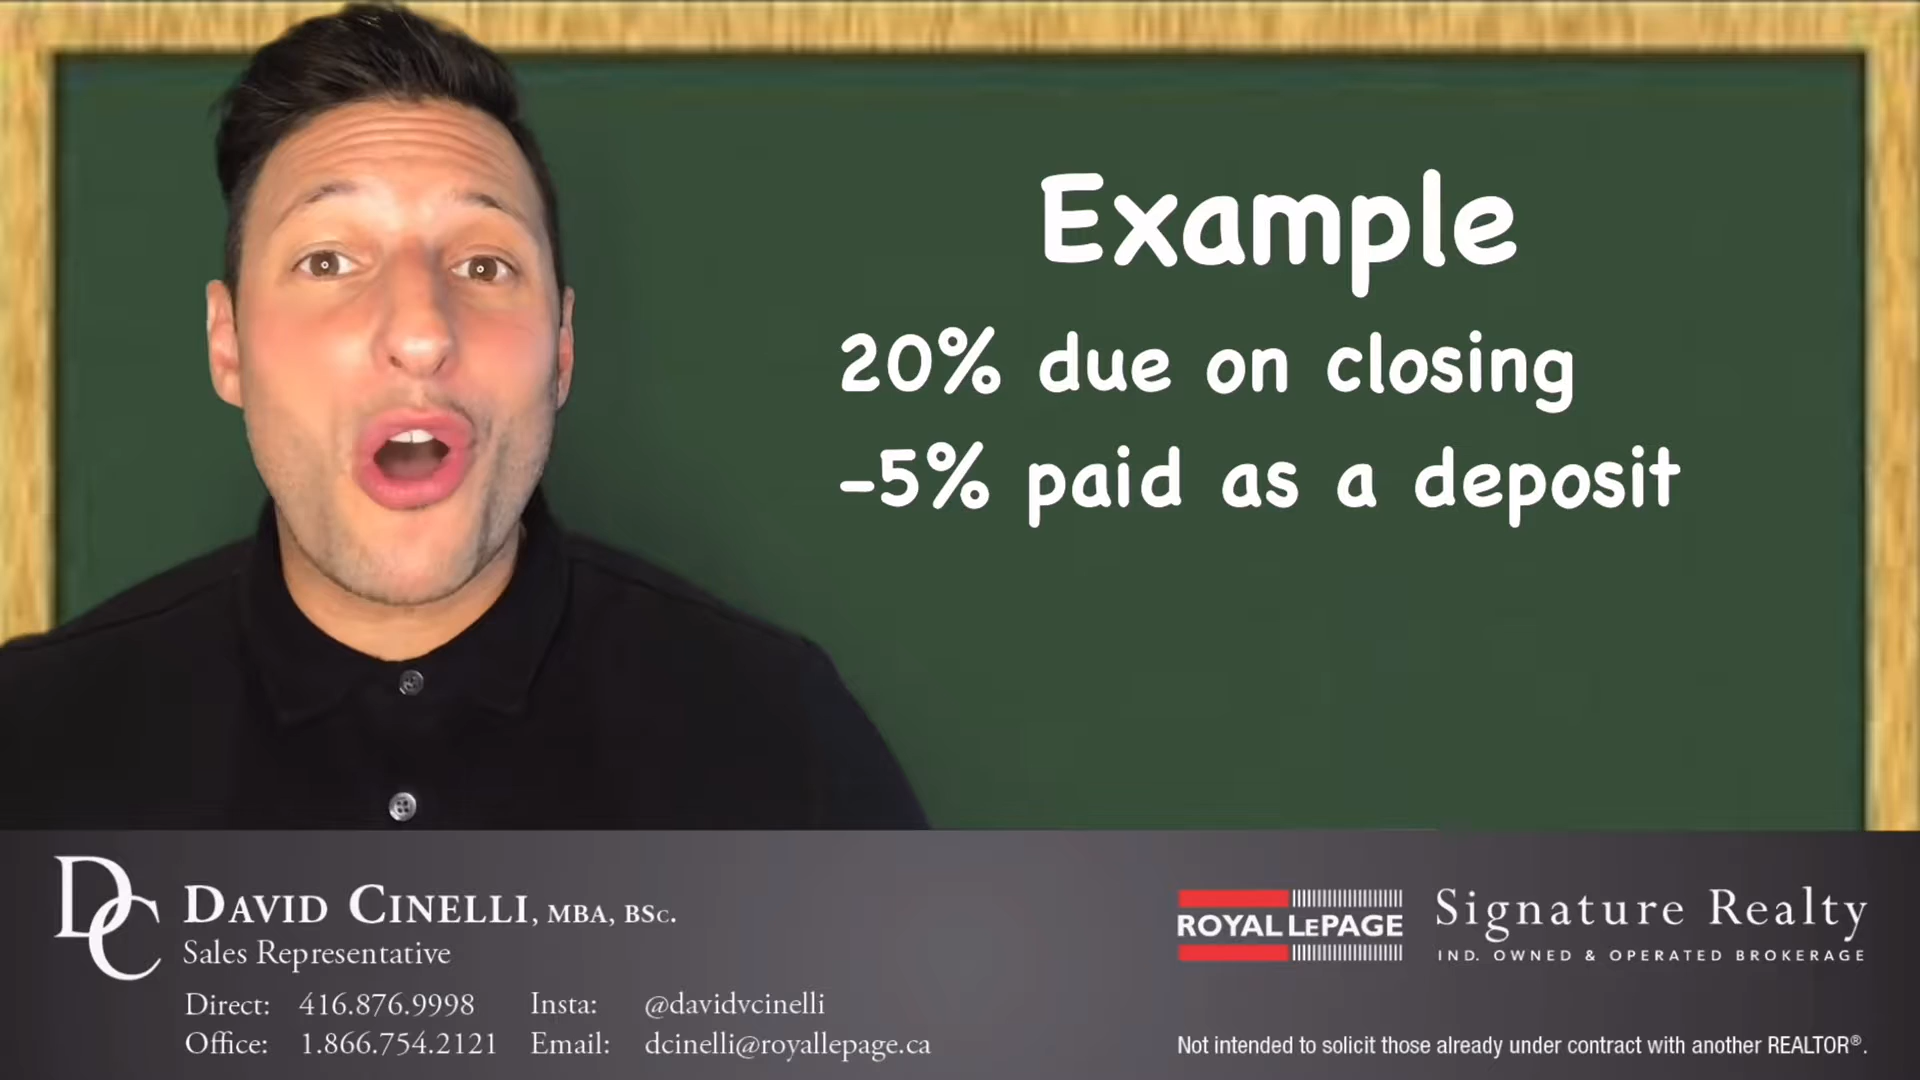 Example
20% due on closing
-5% paid as a deposit
DC
DAVID CINELLI, MBA, BSc.
Sales Representative
Direct: 416.876.9998 Insta: @davidvcinelli
Office: 1.866.754.2121 Email: dcinelli@royallepage.ca
ROYAL LEPAGE
Signature Realty
IND. OWNED & OPERATED BROKERAGE
Not intended to solicit those already under contract with another REALTOR®.